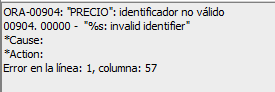 ORA-00904: "PRECIO": identificador no válido
00904. 00000 -  "%s: invalid identifier"
*Cause:
*Action:
Error en la línea: 1, columna: 57